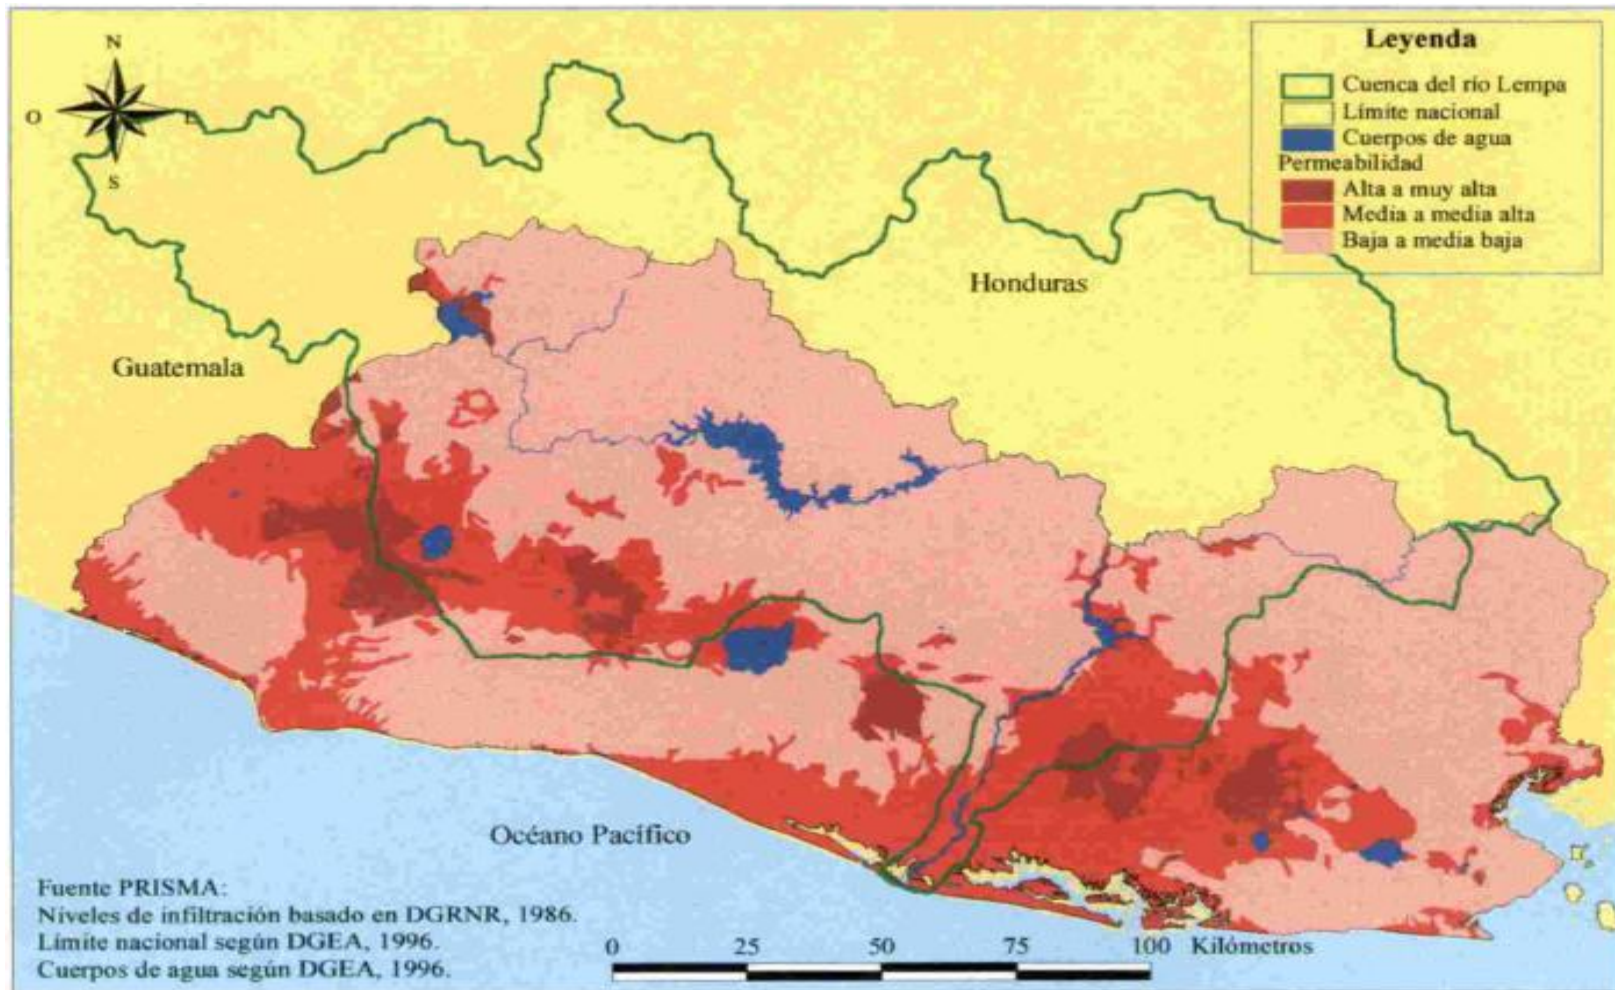 N
O
E
S
Leyenda
Cuenca del río Lempa
Límite nacional
Cuerpos de agua
Permeabilidad
Alta a muy alta
Media a media alta
Baja a media baja
Honduras
Guatemala
Océano Pacífico
Fuente PRISMA:
Niveles de infiltración basado en DGRNR, 1986.
Límite nacional según DGEA, 1996.
Cuerpos de agua según DGEA, 1996.
0 25 50 75 100 Kilómetros